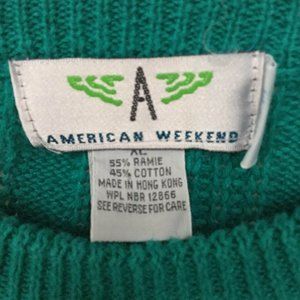 A
AMERICAN WEEKEND
XL
55% RAMIE
45% COTTON
MADE IN HONG KONG
WPL NBR 12866
SEE REVERSE FOR CARE